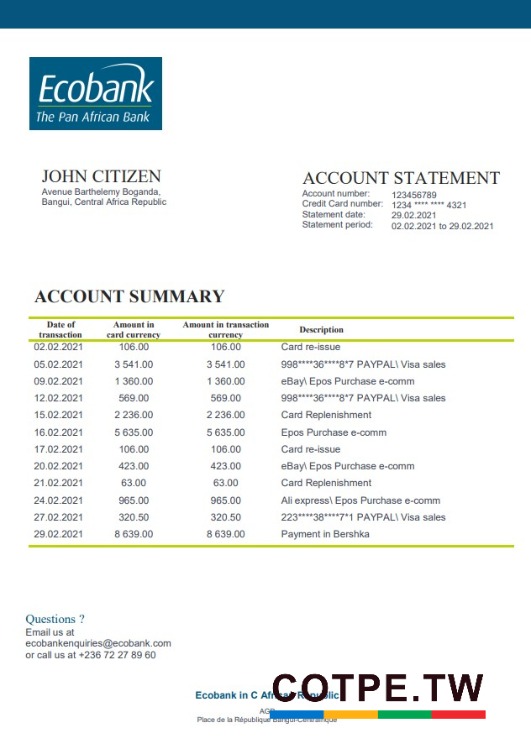 Ecobank
The Pan African Bank
JOHN CITIZEN
Avenue Barthelemy Boganda,
Bangui, Central Africa Republic
ACCOUNT STATEMENT
Account number: 123456789
Credit Card number: 1234 **** **** 4321
Statement date: 29.02.2021
Statement period: 02.02.2021 to 29.02.2021
ACCOUNT SUMMARY
Date of transaction Amount in card currency Amount in transaction currency Description
02.02.2021 106.00 106.00 Card re-issue
05.02.2021 3 541.00 3 541.00 998****36****8*7 PAYPAL\ Visa sales
09.02.2021 1 360.00 1 360.00 eBay\ Epos Purchase e-comm
12.02.2021 569.00 569.00 998****36****8*7 PAYPAL\ Visa sales
15.02.2021 2 236.00 2 236.00 Card Replenishment
16.02.2021 5 635.00 5 635.00 Epos Purchase e-comm
17.02.2021 106.00 106.00 Card re-issue
20.02.2021 423.00 423.00 eBay\ Epos Purchase e-comm
21.02.2021 63.00 63.00 Card Replenishment
24.02.2021 965.00 965.00 Ali express\ Epos Purchase e-comm
27.02.2021 320.50 320.50 223****38****7*1 PAYPAL\ Visa sales
29.02.2021 8 639.00 8 639.00 Payment in Bershka
Questions ?
Email us at
ecobankenquiries@ecobank.com
or call us at +236 72 27 89 60
COTPE.TW
Ecobank in C African Republic
Place de la République Bangui-Centrafrique